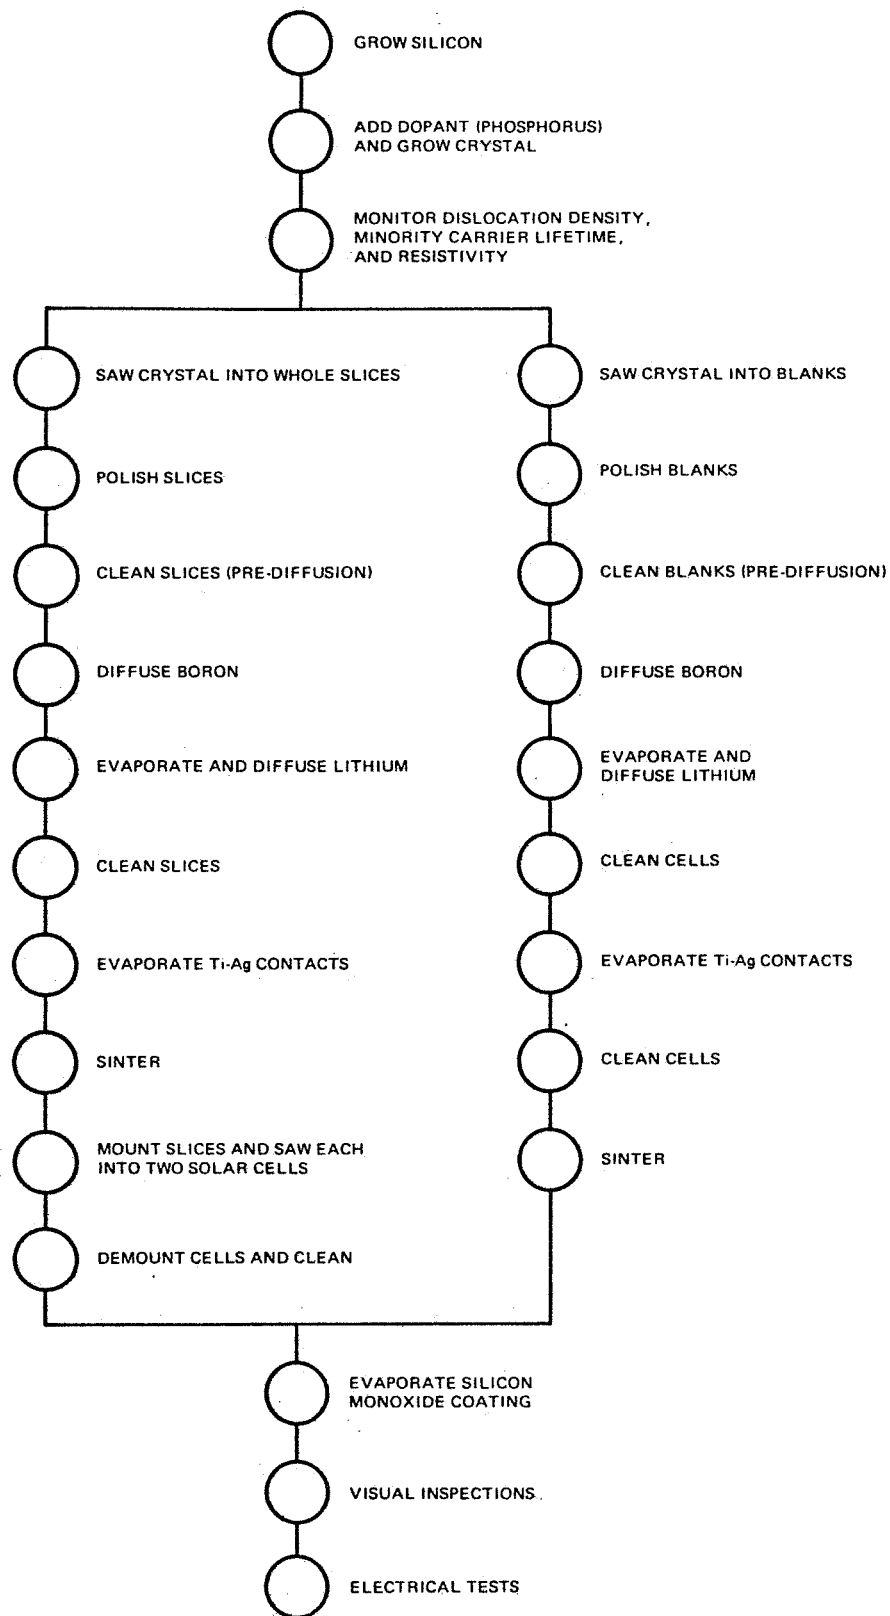 GROW SILICON
ADD DOPANT (PHOSPHORUS)
AND GROW CRYSTAL
MONITOR DISLOCATION DENSITY,
MINORITY CARRIER LIFETIME,
AND RESISTIVITY
SAW CRYSTAL INTO WHOLE SLICES
POLISH SLICES
CLEAN SLICES (PRE-DIFFUSION)
DIFFUSE BORON
EVAPORATE AND DIFFUSE LITHIUM
CLEAN SLICES
EVAPORATE Ti-Ag CONTACTS
SINTER
MOUNT SLICES AND SAW EACH
INTO TWO SOLAR CELLS
DEMOUNT CELLS AND CLEAN
SAW CRYSTAL INTO BLANKS
POLISH BLANKS
CLEAN BLANKS (PRE-DIFFUSION)
DIFFUSE BORON
EVAPORATE AND
DIFFUSE LITHIUM
CLEAN CELLS
EVAPORATE Ti-Ag CONTACTS
CLEAN CELLS
SINTER
EVAPORATE SILICON
MONOXIDE COATING
VISUAL INSPECTIONS
ELECTRICAL TESTS